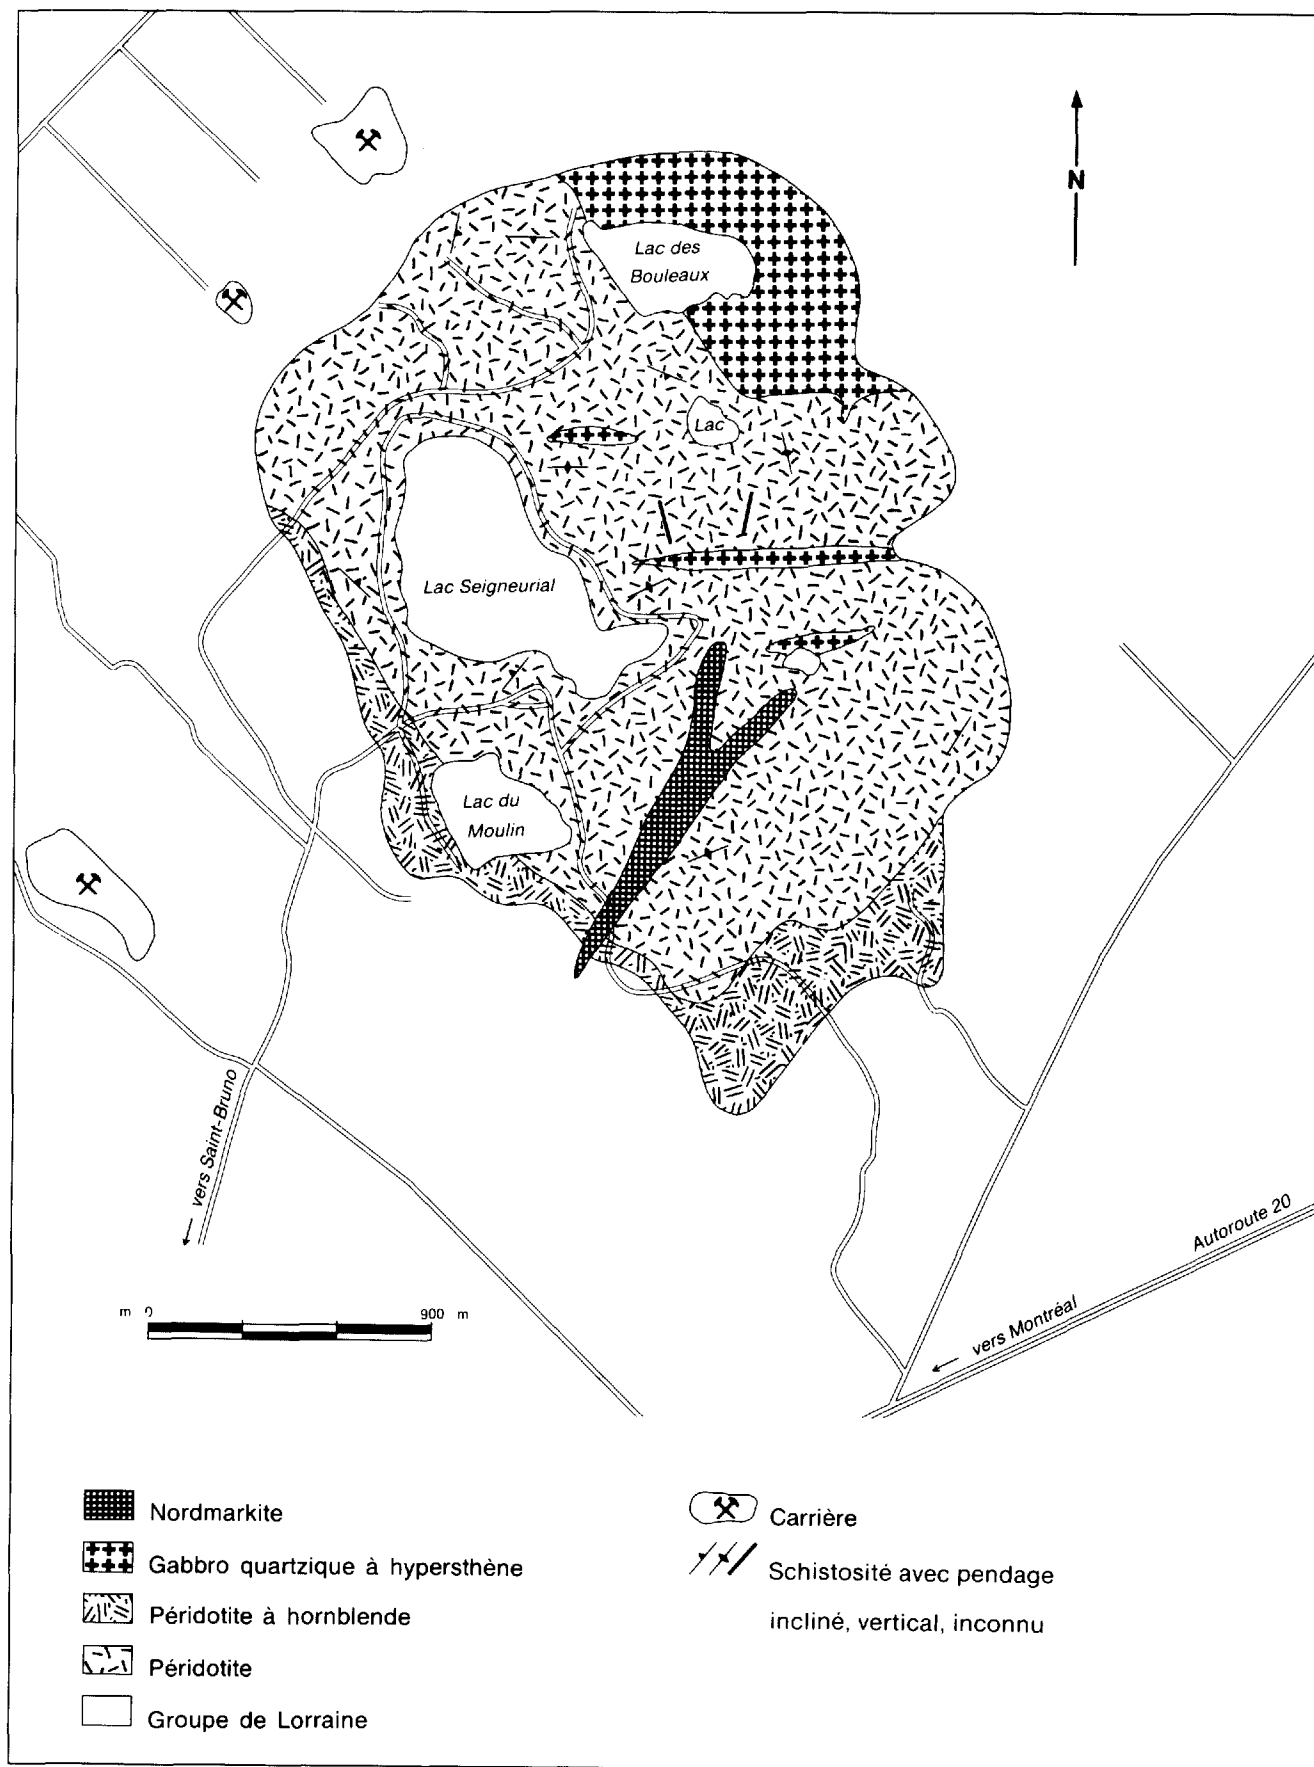 N
Lac des
Bouleaux
Lac
Lac Seigneurial
Lac du
Moulin
vers Saint-Bruno
Autoroute 20
vers Montréal
m 0 900 m
Nordmarkite
Gabbro quartzique à hypersthène
Péridotite à hornblende
Péridotite
Groupe de Lorraine
Carrière
Schistosité avec pendage
incliné, vertical, inconnu